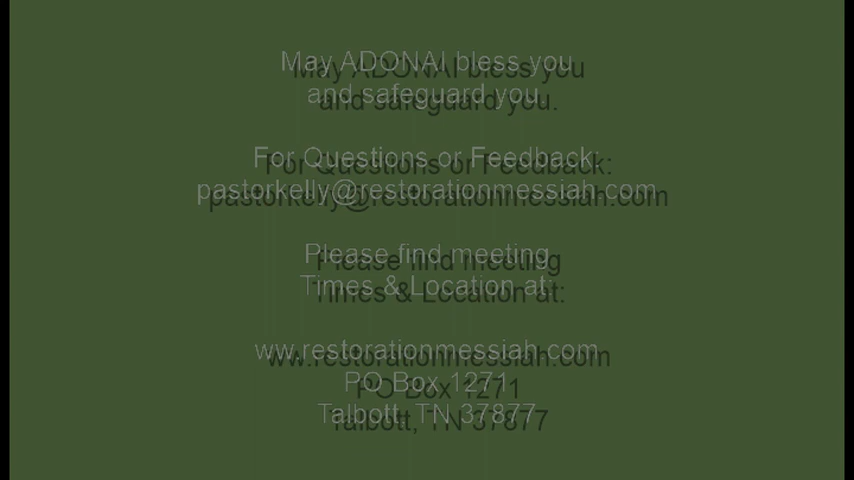 May ADONAI bless you
and safeguard you.
For Questions or Feedback:
pastorkelly@restorationmessiah.com
Please find meeting
Times & Location at:
ww.restorationmessiah.com
PO Box 1271
Talbott, TN 37877